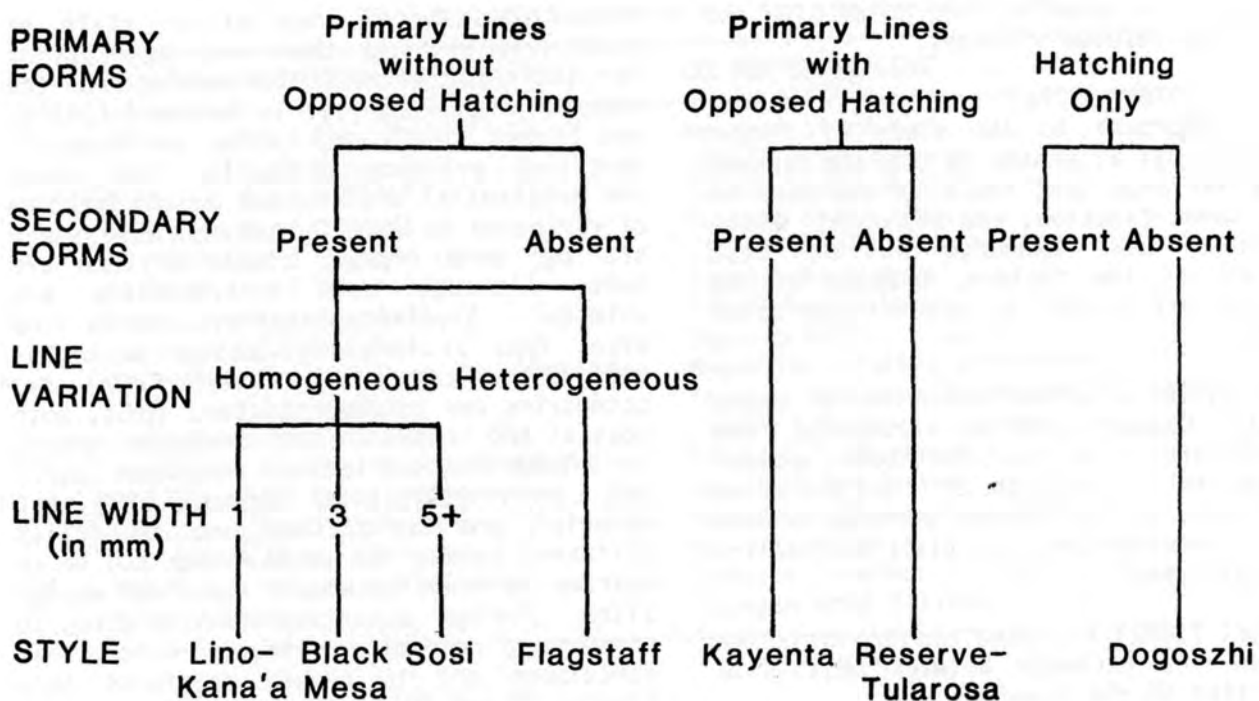 PRIMARY FORMS
Primary Lines without Opposed Hatching
Primary Lines with Opposed Hatching
Hatching Only
SECONDARY FORMS
Present Absent Present Absent Present Absent
LINE VARIATION
Homogeneous Heterogeneous
LINE WIDTH 1 3 5+
(in mm)
STYLE Lino- Black Sosi Flagstaff Kayenta Reserve- Dogoszhi
Kana'a Mesa Tularosa